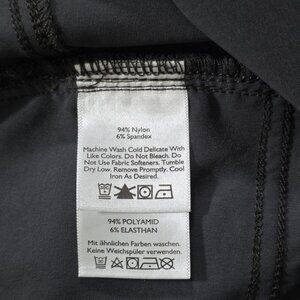 94% Nylon
6% Spandex
Machine Wash Cold Delicate With
Like Colors. Do Not Bleach. Do
Not Use Fabric Softeners. Tumble
Dry Low. Remove Promptly. Cool
Iron As Desired.
94% POLYAMID
6% ELASTHAN
Mit ähnlichen Farben waschen.
Keine Weichspüler verwenden.